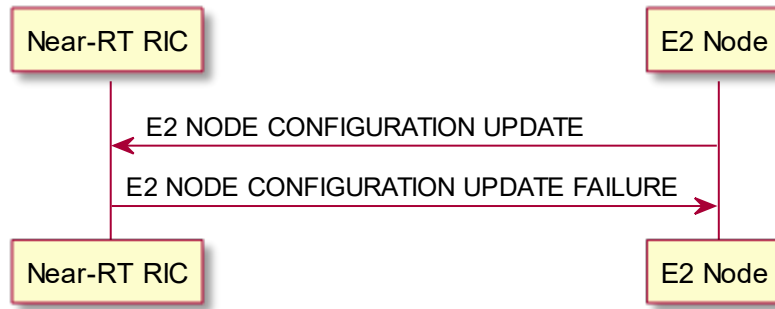 Near-RT RIC
E2 Node
E2 NODE CONFIGURATION UPDATE
E2 NODE CONFIGURATION UPDATE FAILURE
Near-RT RIC
E2 Node